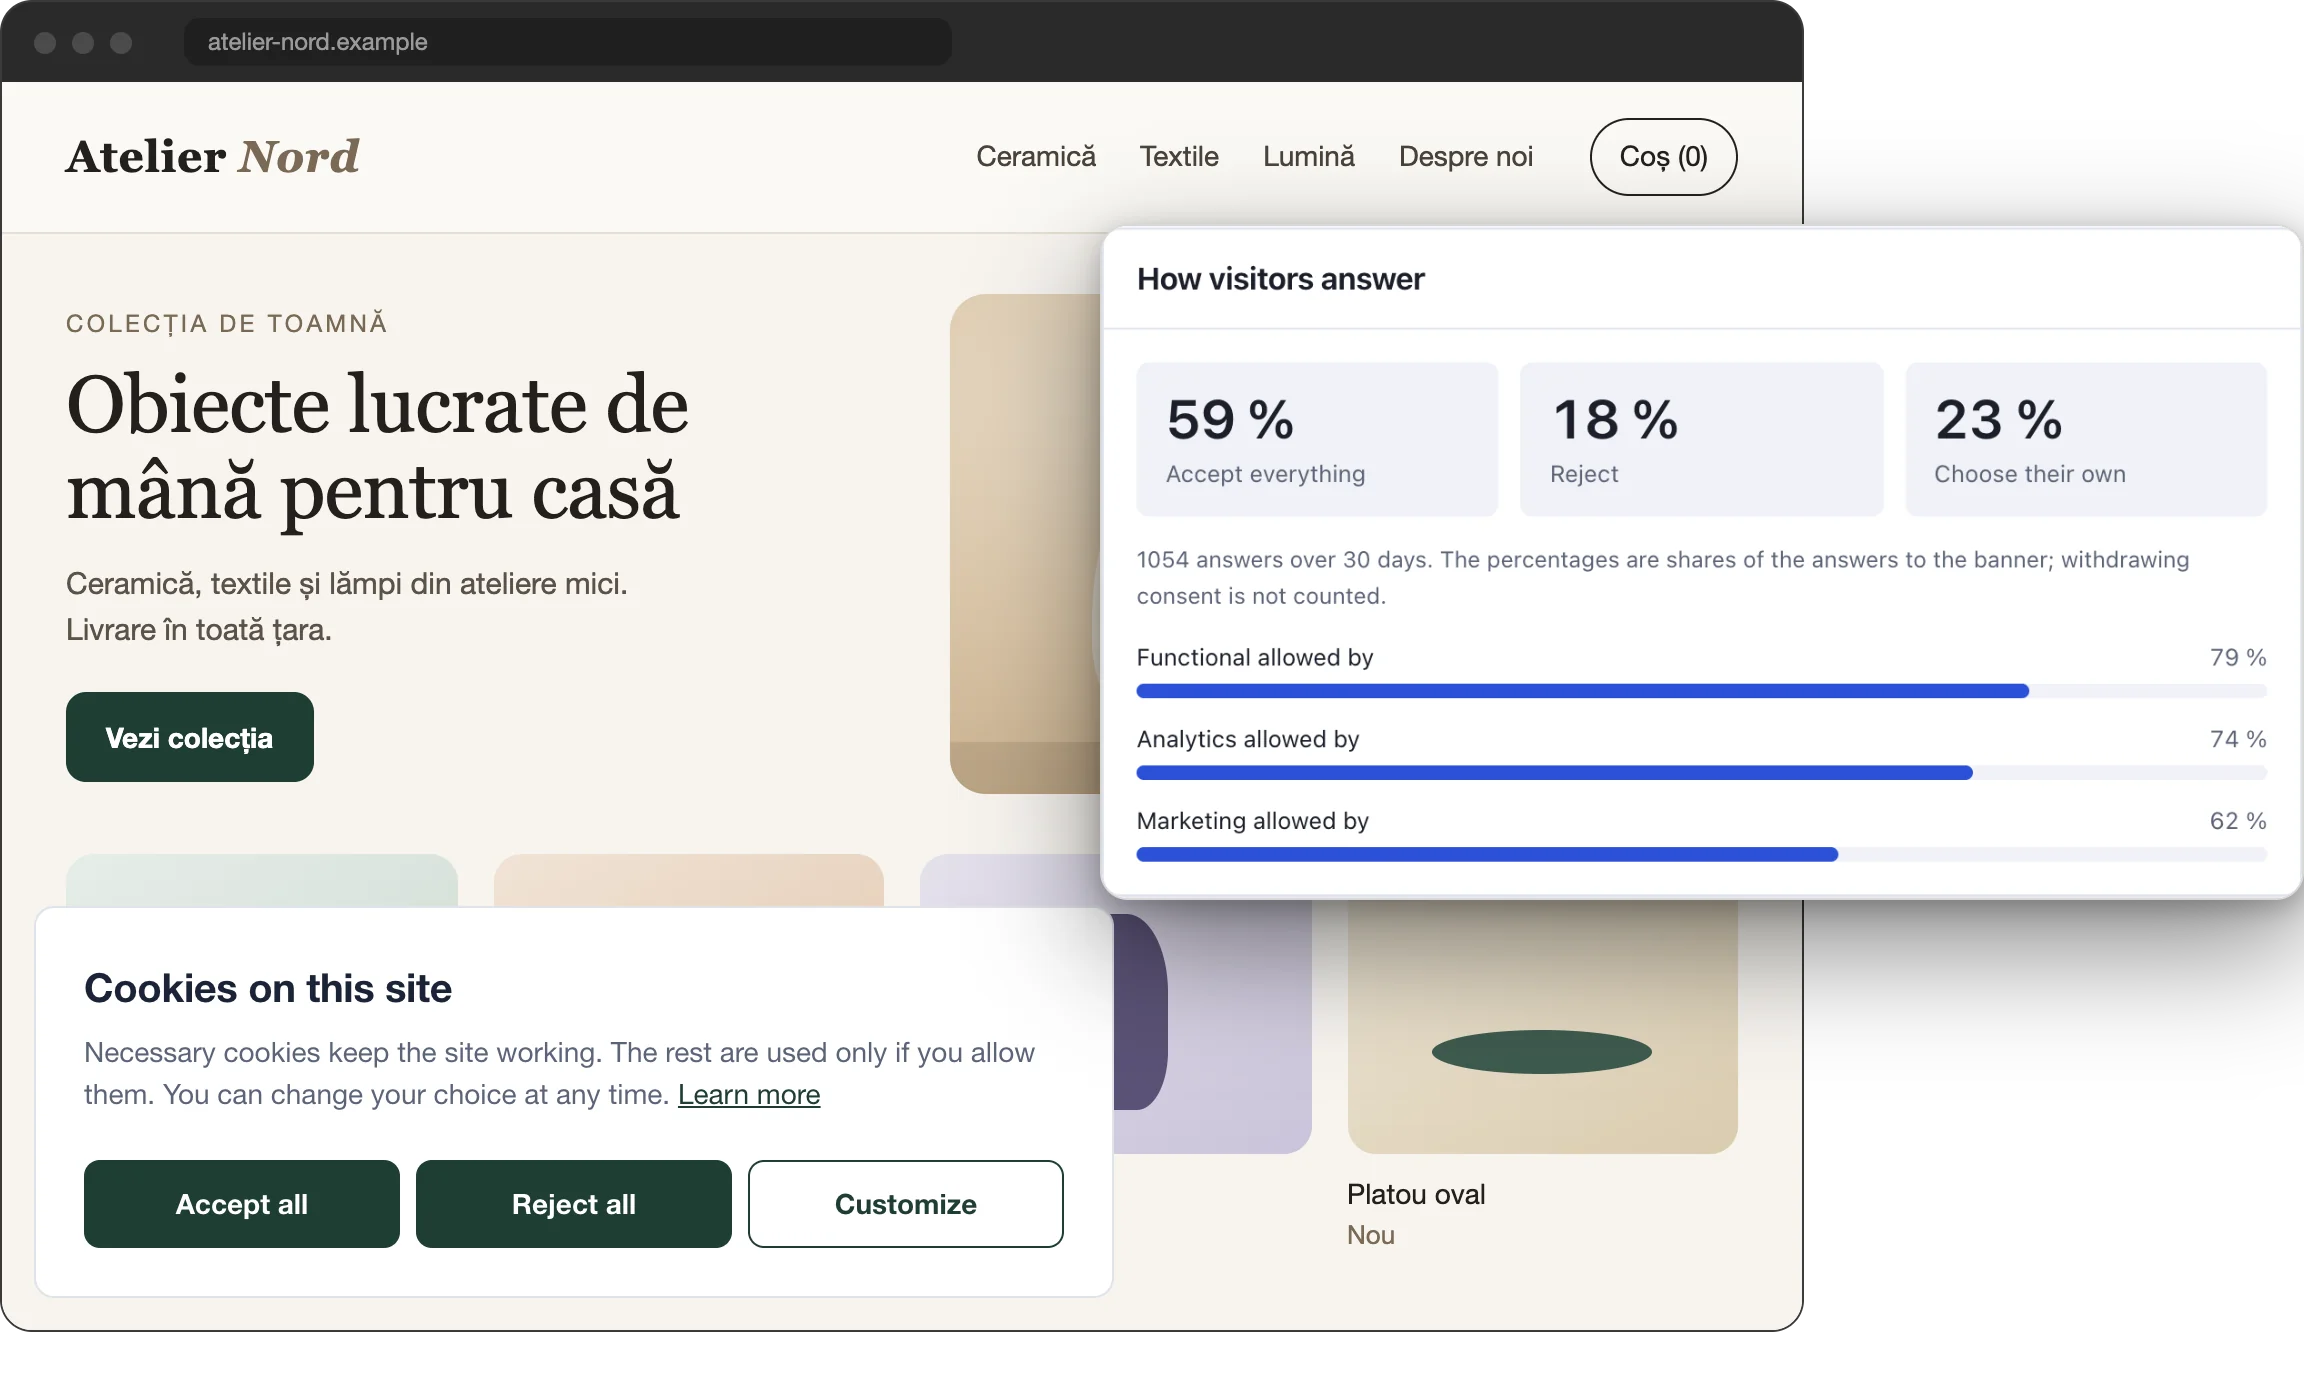 atelier-nord.example
Atelier Nord
Ceramică
Textile
Lumină
Despre noi
Coș (0)
COLECȚIA DE TOAMNĂ
Obiecte lucrate de
mână pentru casă
Ceramică, textile și lămpi din ateliere mici.
Livrare în toată țara.
Vezi colecția
How visitors answer
59 %
Accept everything
18 %
Reject
23 %
Choose their own
1054 answers over 30 days. The percentages are shares of the answers to the banner; withdrawing
consent is not counted.
Functional allowed by
79 %
Analytics allowed by
74 %
Marketing allowed by
62 %
Cookies on this site
Necessary cookies keep the site working. The rest are used only if you allow
them. You can change your choice at any time. Learn more
Accept all
Reject all
Customize
Platou oval
Nou